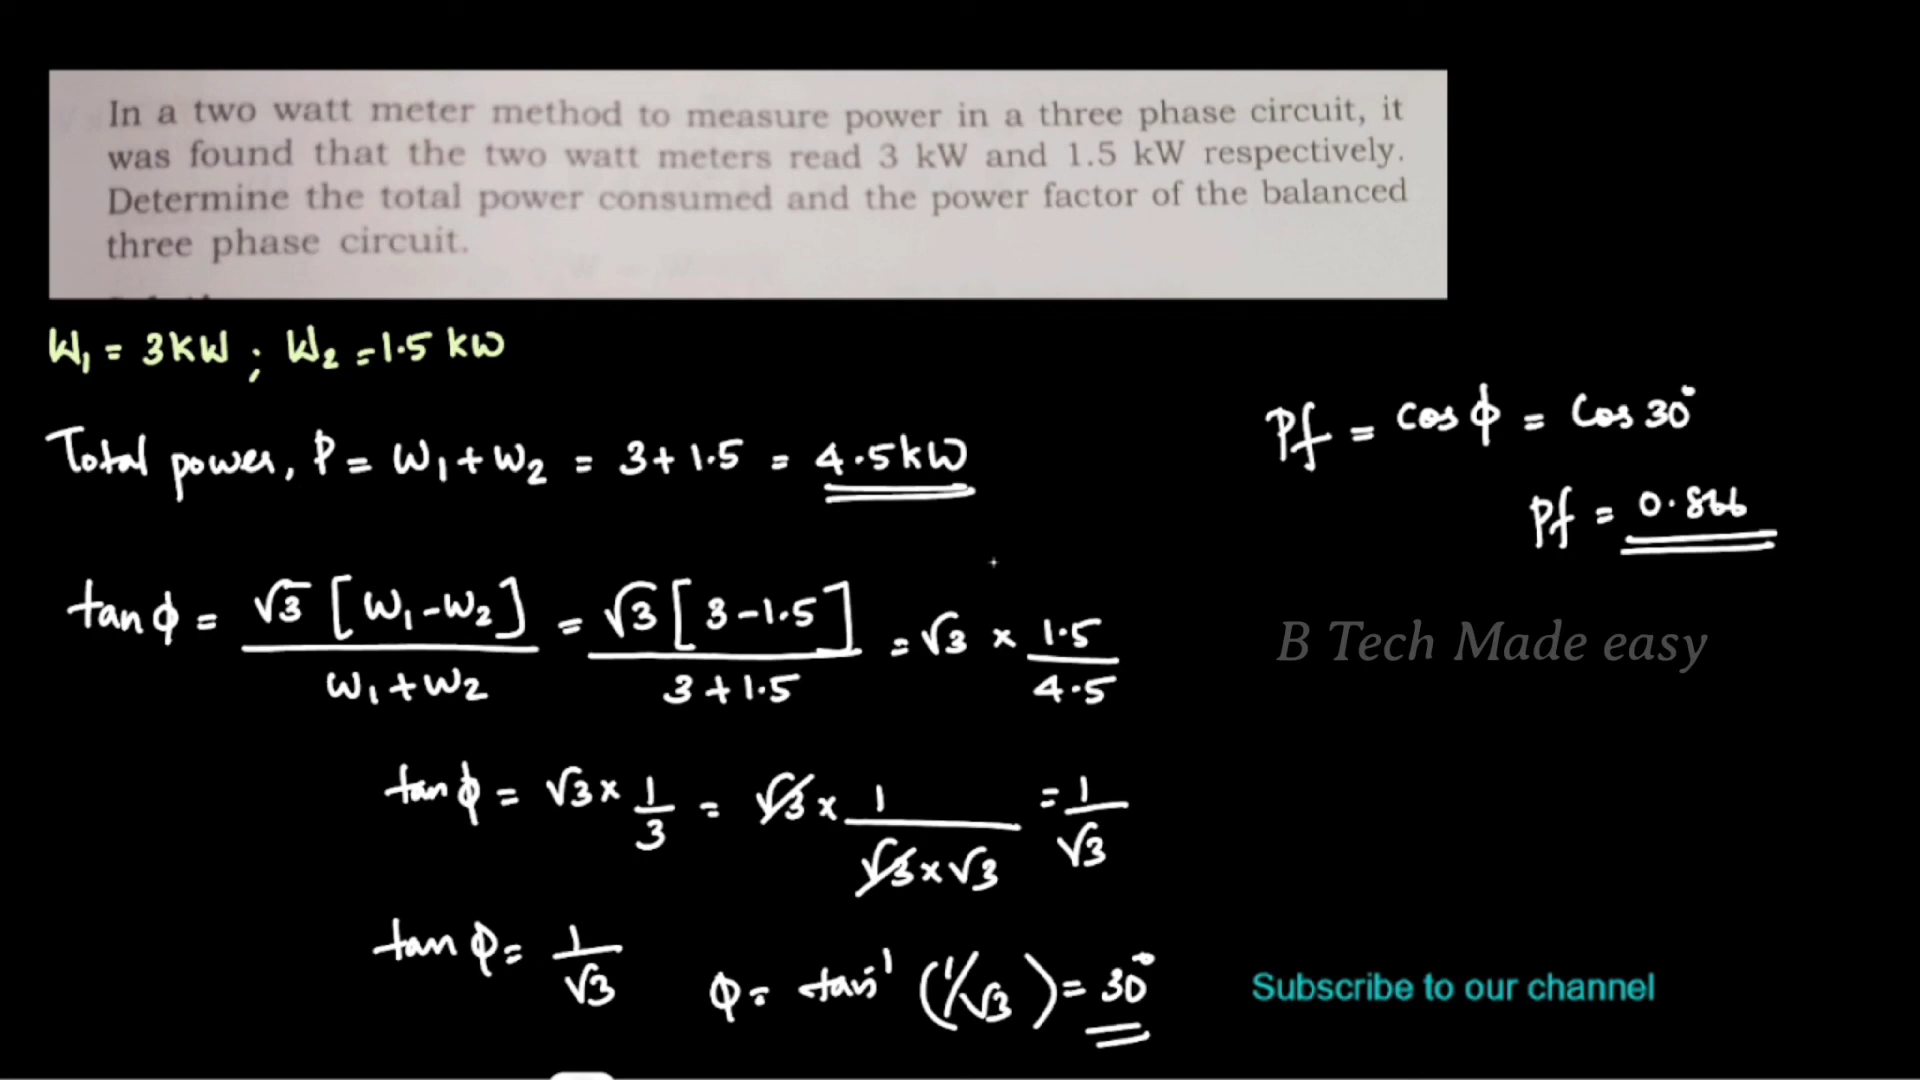 In a two watt meter method to measure power in a three phase circuit, it
was found that the two watt meters read 3 kW and 1.5 kW respectively.
Determine the total power consumed and the power factor of the balanced
three phase circuit.
W₁ = 3KW ; W₂ = 1.5 KW
Total power, P = W₁ + W₂ = 3 + 1.5 = 4.5 kW
tan ϕ = √3 [W₁ - W₂] / W₁ + W₂ = √3 [3 - 1.5] / 3 + 1.5 = √3 × 1.5 / 4.5
tan ϕ = √3 × 1/3 = √3 × 1 / √3 × √3 = 1/√3
tan ϕ = 1/√3 ϕ = tan⁻¹ (1/√3) = 30°
Pf = cos ϕ = Cos 30°
Pf = 0.866
B Tech Made easy
Subscribe to our channel